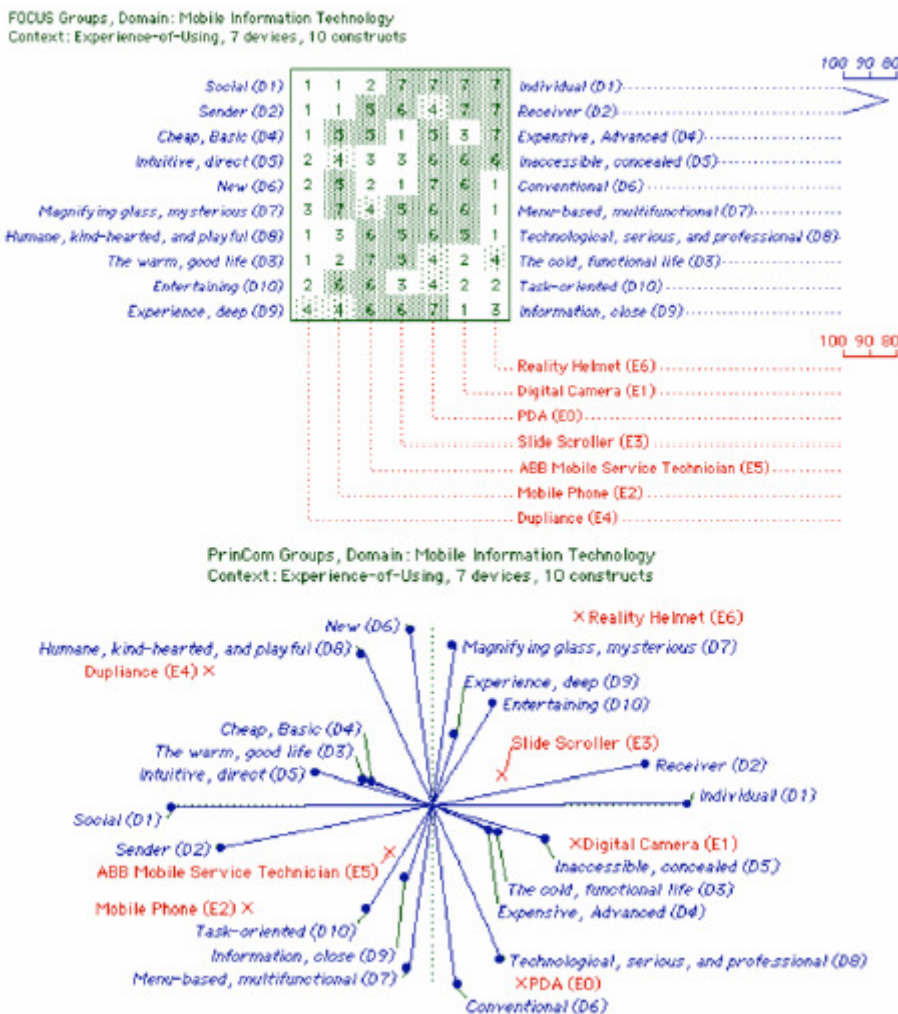 FOCUS Groups, Domain: Mobile Information Technology
Context: Experience-of-Using, 7 devices, 10 constructs
100 90 80
Social (D1) 1 1 2 7 7 7 7 Individual (D1)
Sender (D2) 1 1 5 6 4 7 7 Receiver (D2)
Cheap, Basic (D4) 1 5 5 1 5 3 7 Expensive, Advanced (D4)
Intuitive, direct (D5) 2 4 3 3 6 6 6 Inaccessible, concealed (D5)
New (D6) 2 5 2 1 7 6 1 Conventional (D6)
Magnifying glass, mysterious (D7) 3 7 4 5 6 6 1 Menu-based, multifunctional (D7)
Humane, kind-hearted, and playful (D8) 1 3 6 5 6 5 1 Technological, serious, and professional (D8)
The warm, good life (D3) 1 2 7 5 4 2 4 The cold, functional life (D3)
Entertaining (D10) 2 6 6 3 4 2 2 Task-oriented (D10)
Experience, deep (D9) 4 4 6 6 7 1 3 Information, close (D9)
100 90 80
Reality Helmet (E6)
Digital Camera (E1)
PDA (E0)
Slide Scroller (E3)
ABB Mobile Service Technician (E5)
Mobile Phone (E2)
Dupliance (E4)
PrinCom Groups, Domain: Mobile Information Technology
Context: Experience-of-Using, 7 devices, 10 constructs
Reality Helmet (E6)
New (D6)
Humane, kind-hearted, and playful (D8)
Magnifying glass, mysterious (D7)
Dupliance (E4)
Experience, deep (D9)
Entertaining (D10)
Cheap, Basic (D4)
Slide Scroller (E3)
The warm, good life (D3)
Intuitive, direct (D5)
Receiver (D2)
Individual (D1)
Social (D1)
Sender (D2)
Digital Camera (E1)
ABB Mobile Service Technician (E5)
Inaccessible, concealed (D5)
The cold, functional life (D3)
Mobile Phone (E2)
Expensive, Advanced (D4)
Task-oriented (D10)
Information, close (D9)
Technological, serious, and professional (D8)
Menu-based, multifunctional (D7)
PDA (E0)
Conventional (D6)